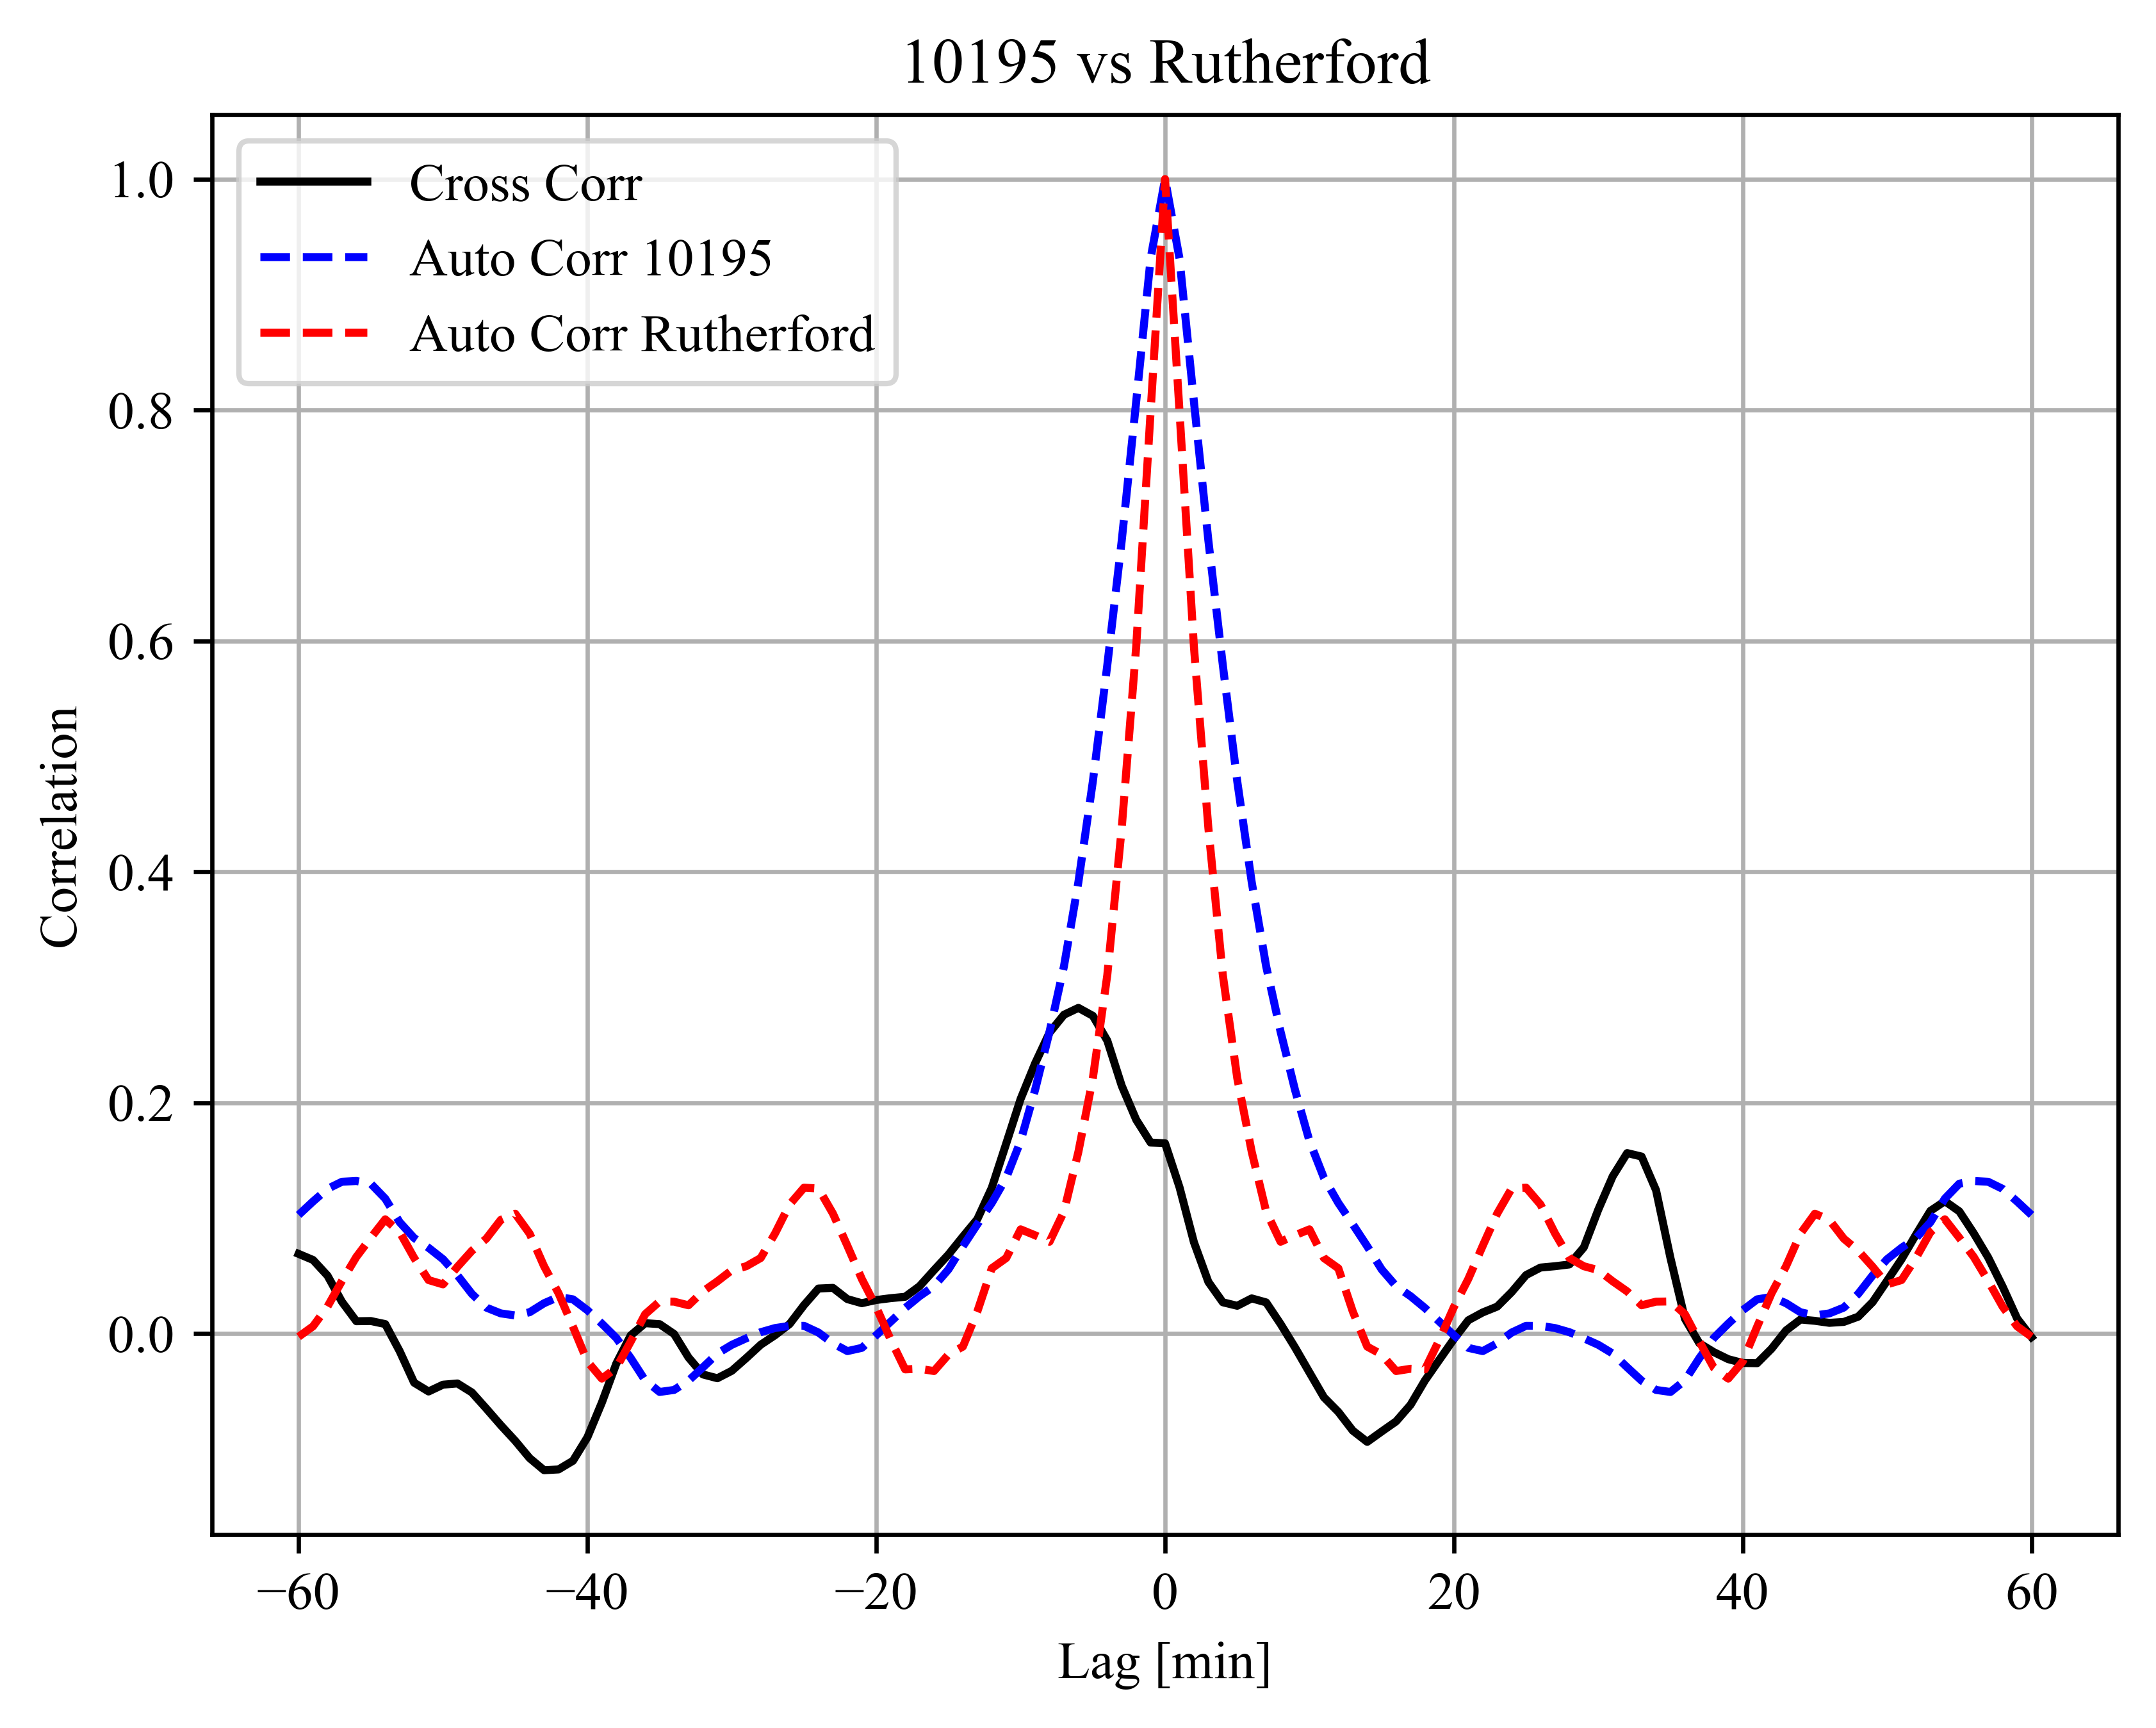 10195 vs Rutherford
Cross Corr
Auto Corr 10195
Auto Corr Rutherford
1.0
0.8
0.6
0.4
0.2
0.0
Correlation
−60 −40 −20 0 20 40 60
Lag [min]